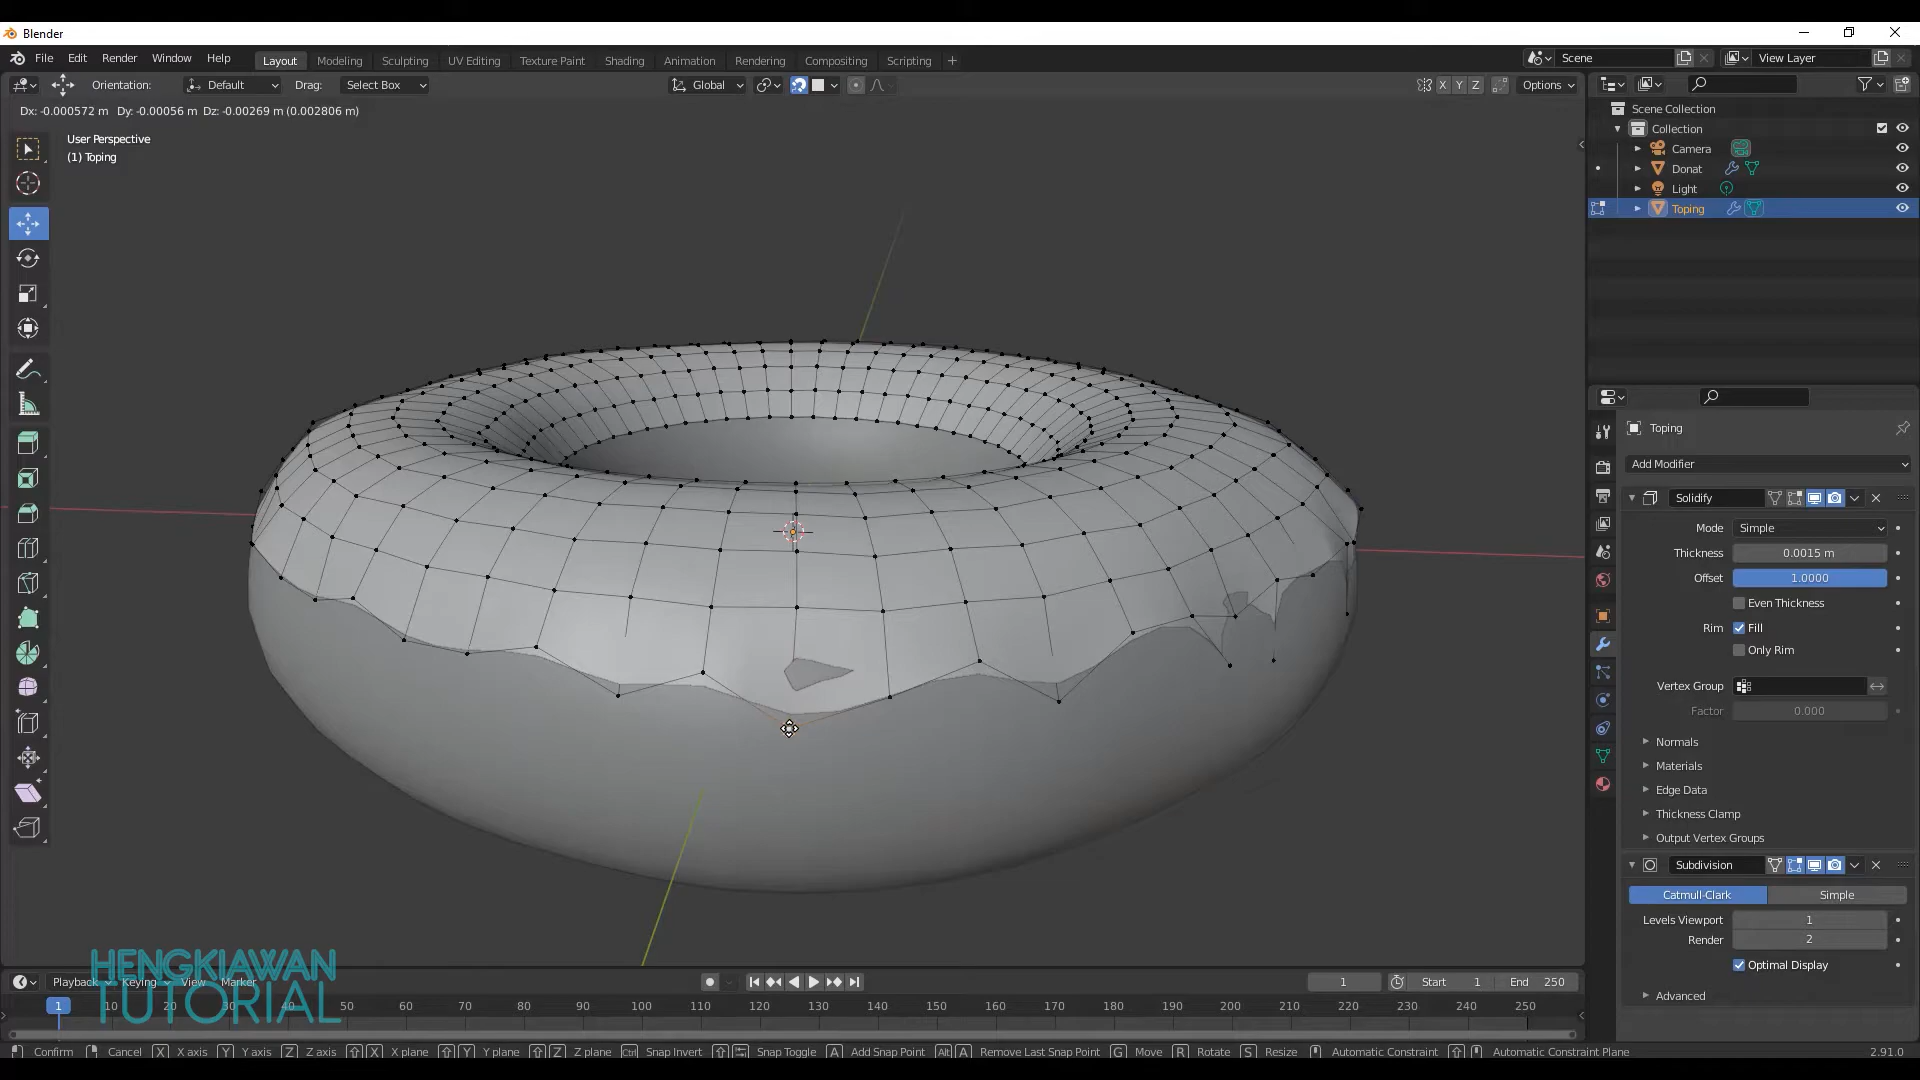 Blender
File Edit Render Window Help Layout Modeling Sculpting UV Editing Texture Paint Shading Animation Rendering Compositing Scripting + Scene View Layer
Orientation: Default Drag: Select Box Global X Y Z Options
Dx: -0.000572 m Dy: -0.00056 m Dz: -0.00269 m (0.002806 m)
User Perspective
(1) Toping
Scene Collection
Collection
Camera
Donat
Light
Toping
Toping
Add Modifier
Solidify
Mode Simple
Thickness 0.0015 m
Offset 1.0000
Even Thickness
Rim Fill
Only Rim
Vertex Group
Factor 0.000
Normals
Materials
Edge Data
Thickness Clamp
Output Vertex Groups
Subdivision
Catmull-Clark Simple
Levels Viewport 1
Render 2
Optimal Display
Advanced
HENGKIAWAN
TUTORIAL
Playback Keying View Marker 1 Start 1 End 250
1 10 20 30 40 50 60 70 80 90 100 110 120 130 140 150 160 170 180 190 200 210 220 230 240 250
Confirm Cancel X X axis Y Y axis Z Z axis X X plane Y Y plane Z Z plane Ctrl Snap Invert Snap Toggle A Add Snap Point Alt A Remove Last Snap Point G Move R Rotate S Resize Automatic Constraint Automatic Constraint Plane 2.91.0